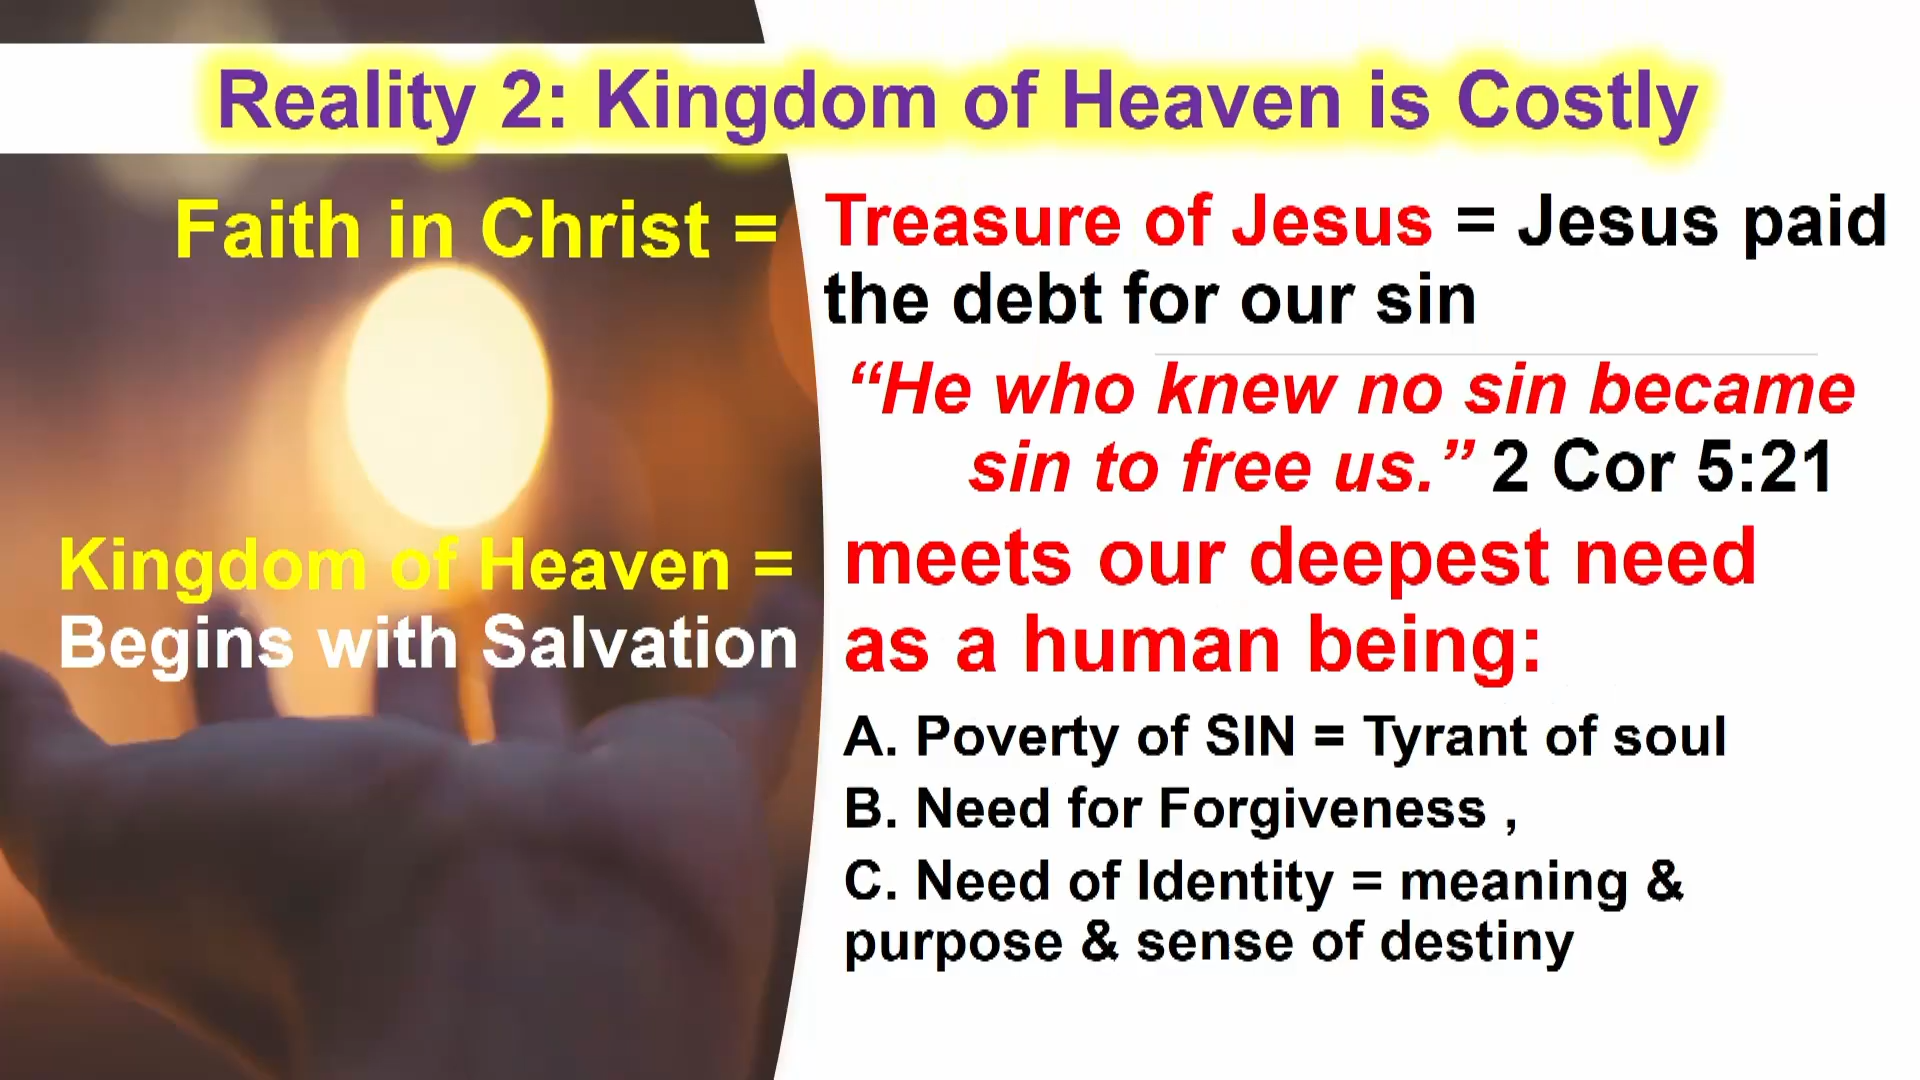 Reality 2: Kingdom of Heaven is Costly
Faith in Christ = Treasure of Jesus = Jesus paid
the debt for our sin
“He who knew no sin became
sin to free us.” 2 Cor 5:21
Kingdom of Heaven = meets our deepest need
Begins with Salvation as a human being:
A. Poverty of SIN = Tyrant of soul
B. Need for Forgiveness ,
C. Need of Identity = meaning &
purpose & sense of destiny